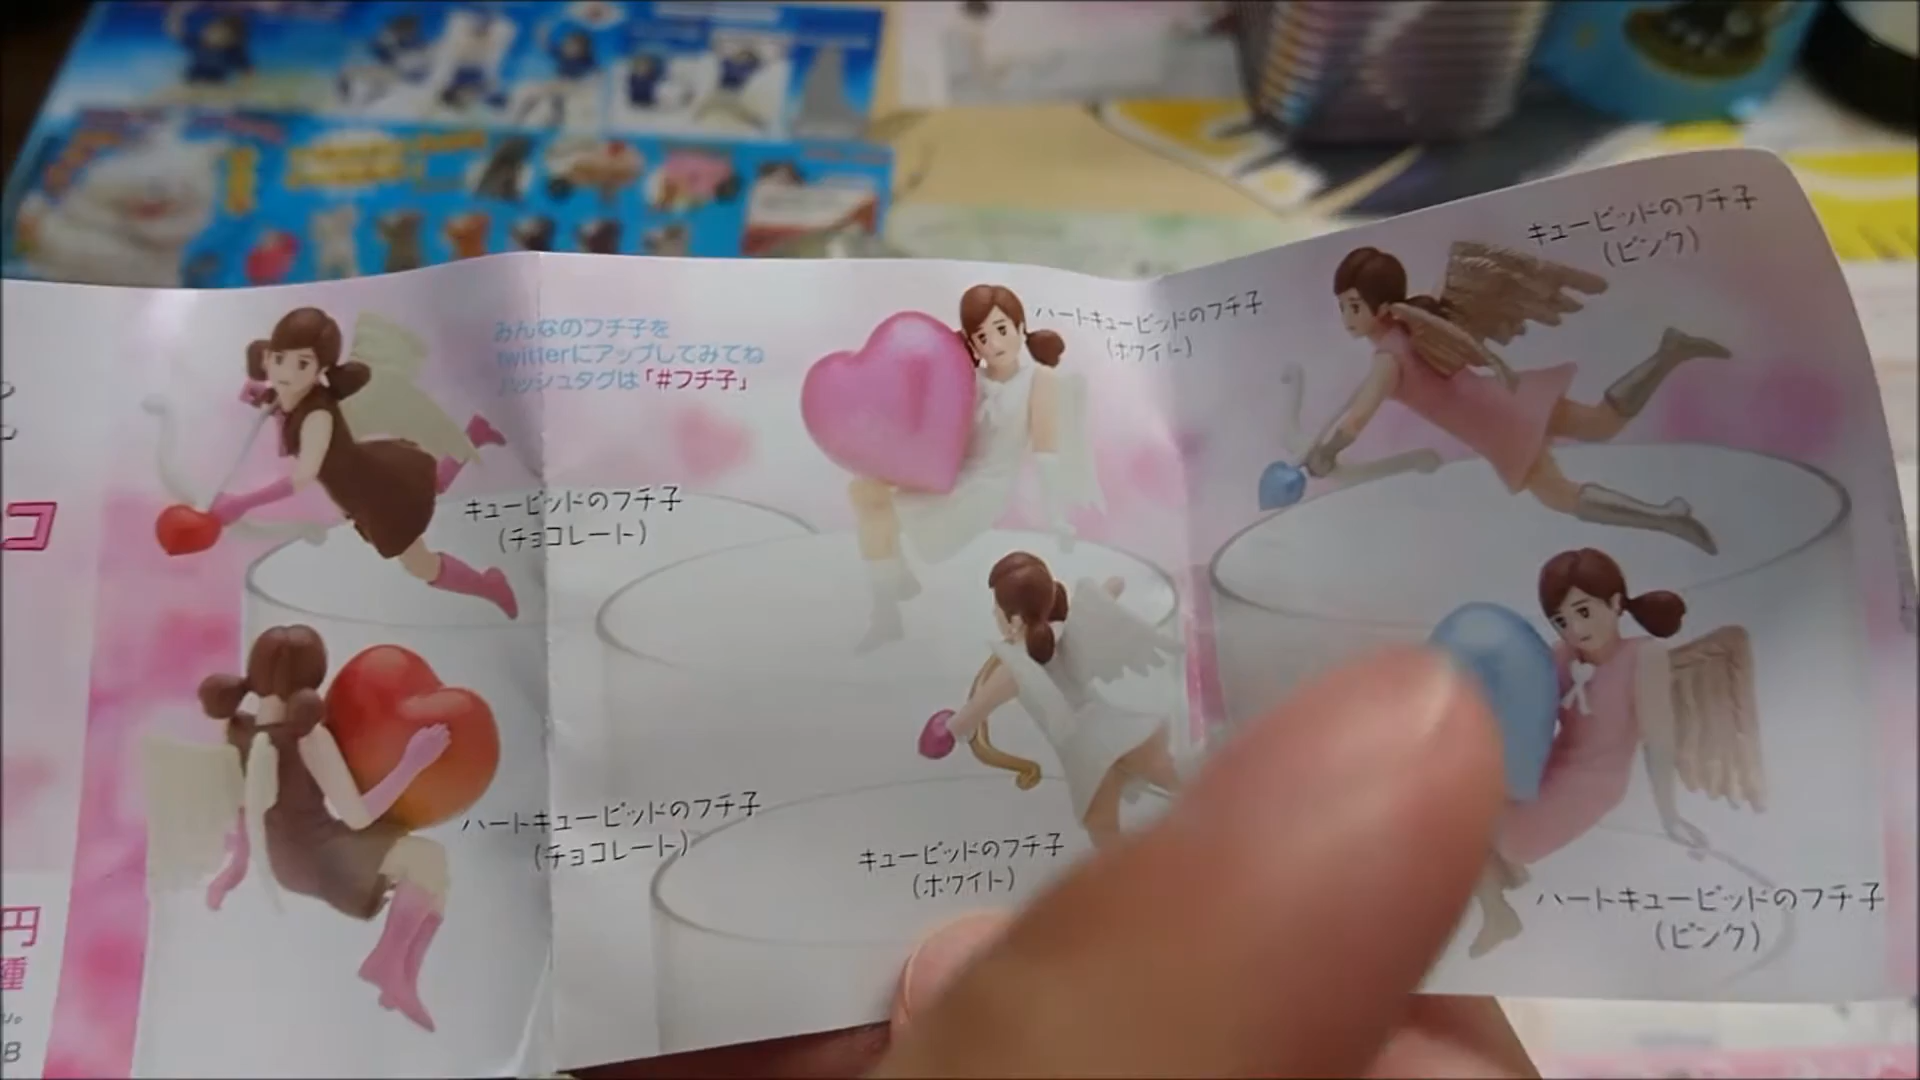 コ
円
種
みんなのフチ子を
twitterにアップしてみてね
ハッシュタグは「#フチ子」
キューピッドのフチ子
(チョコレート)
ハートキューピッドのフチ子
(チョコレート)
ハートキューピッドのフチ子
(ホワイト)
キューピッドのフチ子
(ホワイト)
キューピッドのフチ子
(ピンク)
ハートキューピッドのフチ子
(ピンク)